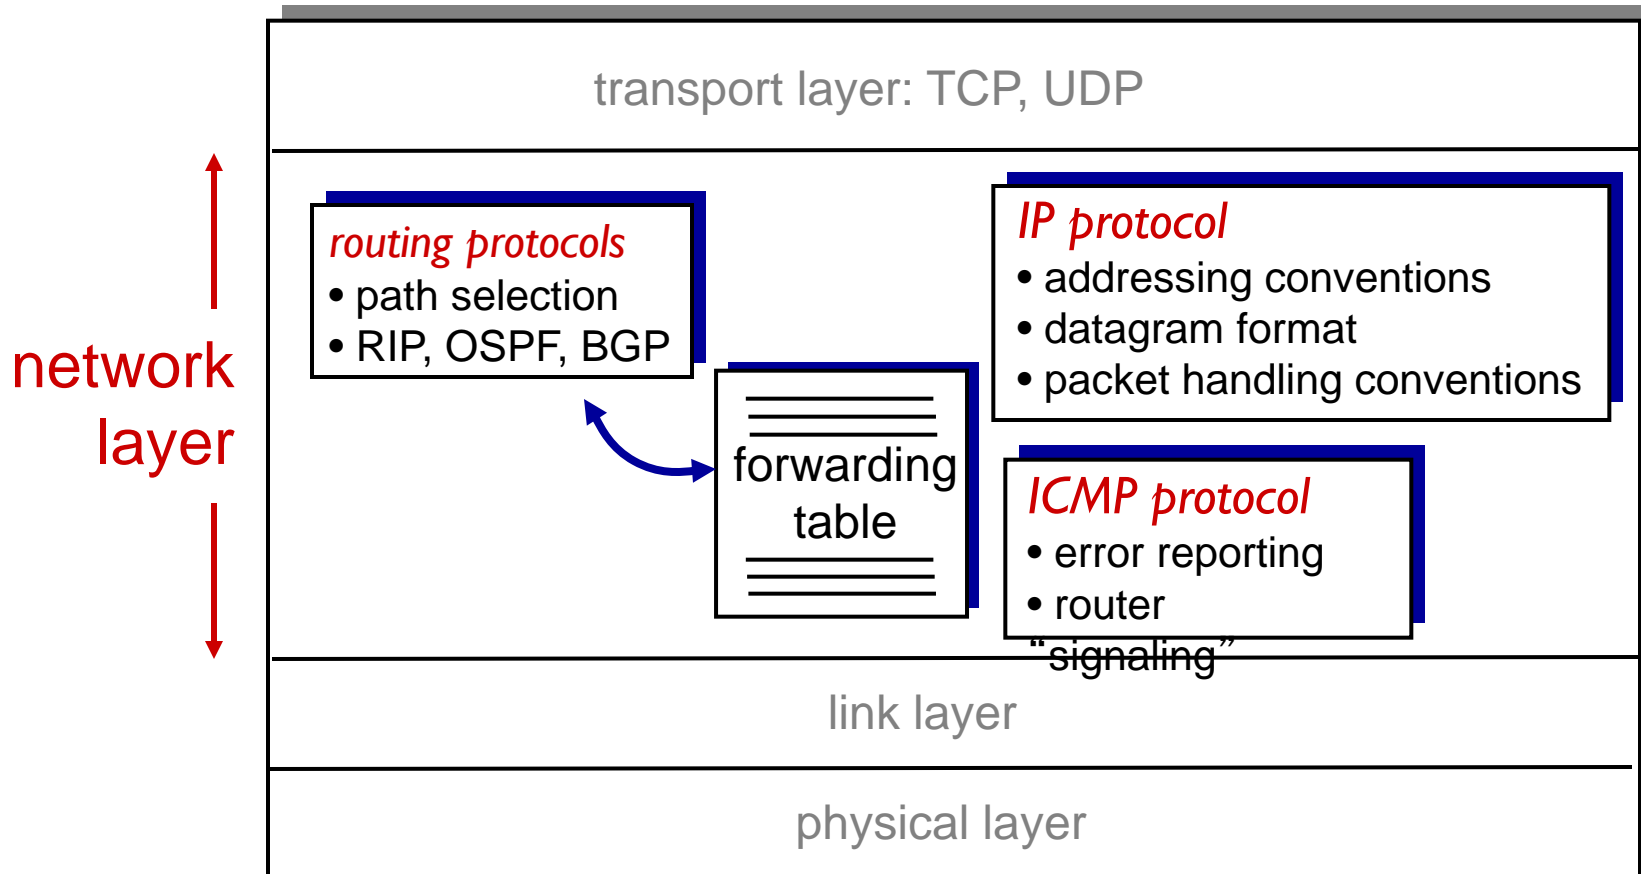 transport layer: TCP, UDP
network
layer
routing protocols
• path selection
• RIP, OSPF, BGP
forwarding
table
IP protocol
• addressing conventions
• datagram format
• packet handling conventions
ICMP protocol
• error reporting
• router
“signaling”
link layer
physical layer